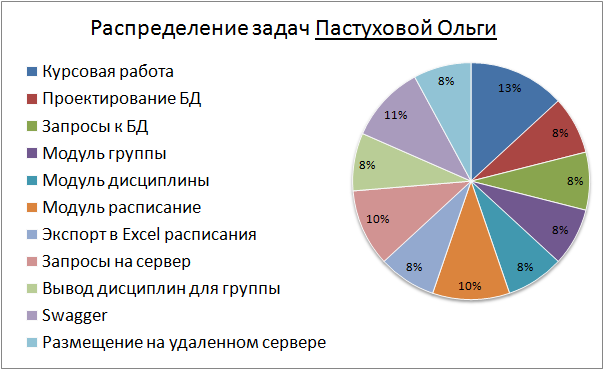 Распределение задач Пастуховой Ольги
Курсовая работа
Проектирование БД
Запросы к БД
Модуль группы
Модуль дисциплины
Модуль расписание
Экспорт в Excel расписания
Запросы на сервер
Вывод дисциплин для группы
Swagger
Размещение на удаленном сервере
13%
8%
8%
8%
8%
10%
8%
10%
8%
11%
8%